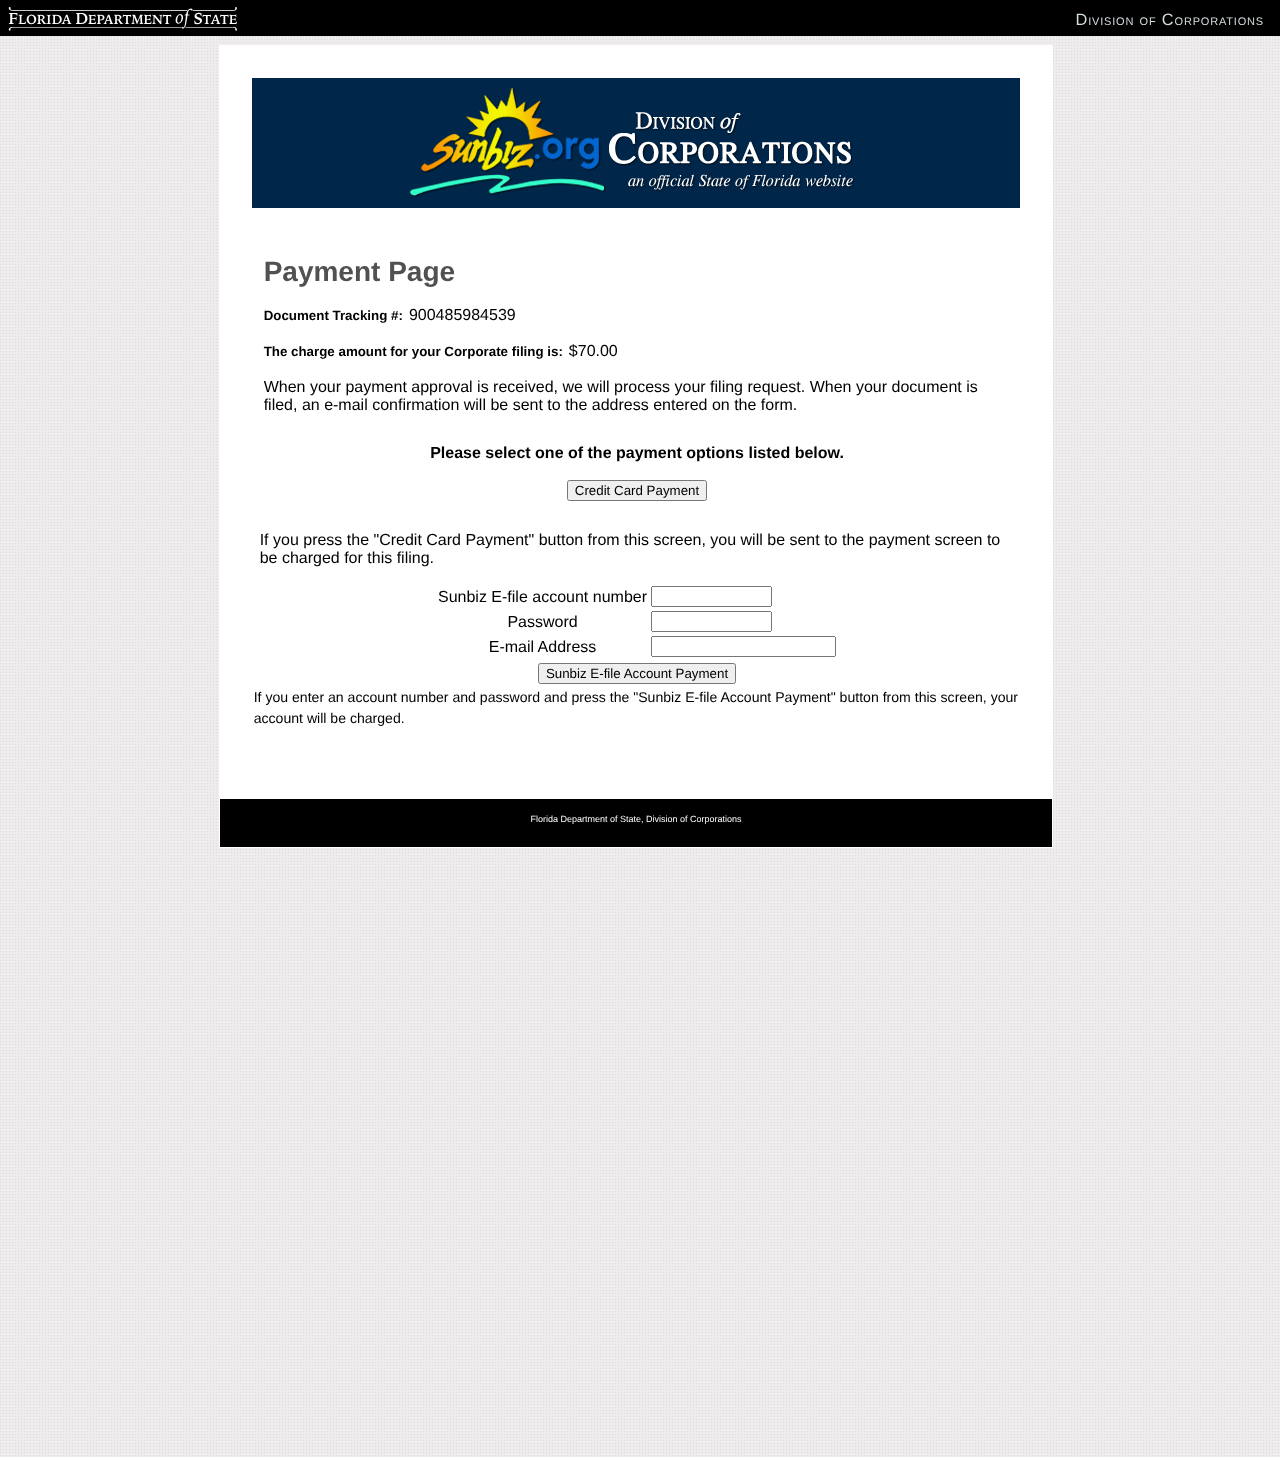 FLORIDA DEPARTMENT of STATE
Division of Corporations
Sunbiz.org
DIVISION of
CORPORATIONS
an official State of Florida website
Payment Page
Document Tracking #: 900485984539
The charge amount for your Corporate filing is: $70.00
When your payment approval is received, we will process your filing request. When your document is
filed, an e-mail confirmation will be sent to the address entered on the form.
Please select one of the payment options listed below.
Credit Card Payment
If you press the "Credit Card Payment" button from this screen, you will be sent to the payment screen to
be charged for this filing.
Sunbiz E-file account number
Password
E-mail Address
Sunbiz E-file Account Payment
If you enter an account number and password and press the "Sunbiz E-file Account Payment" button from this screen, your
account will be charged.
Florida Department of State, Division of Corporations